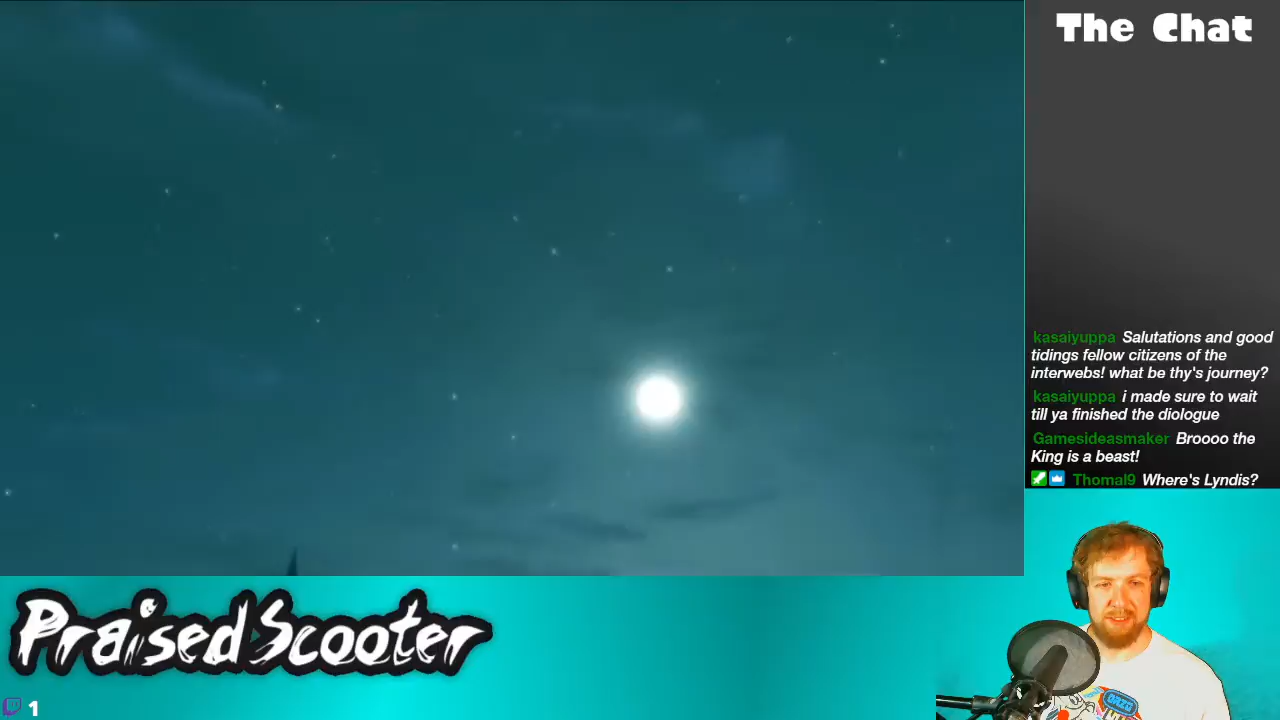 The Chat
kasaiyuppa Salutations and good
tidings fellow citizens of the
interwebs! what be thy's journey?
kasaiyuppa i made sure to wait
till ya finished the diologue
Gamesideasmaker Broooo the
King is a beast!
Thomal9 Where's Lyndis?
PraisedScooter
1